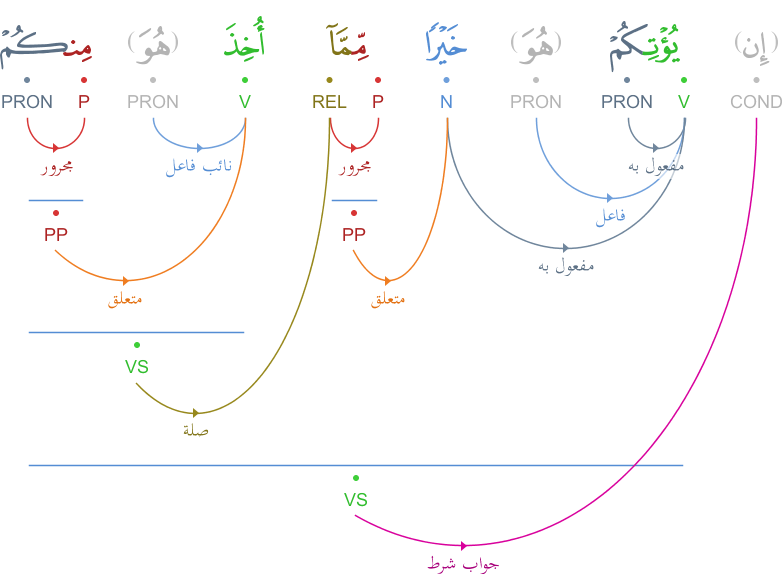 (إِن) يُؤْتِكُمْ (هُوَ) خَيْرًا مِّمَّآ أُخِذَ (هُوَ) مِنكُمْ
COND V PRON PRON N P REL V PRON P PRON
مفعول به مجرور نائب فاعل مجرور
فاعل
PP PP
مفعول به
متعلق متعلق
VS
صلة
VS
جواب شرط